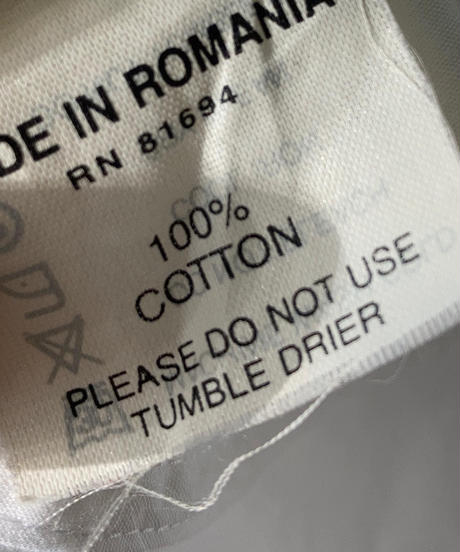 DE IN ROMANIA
RN 81694
100%
COTTON
PLEASE DO NOT USE
TUMBLE DRIER